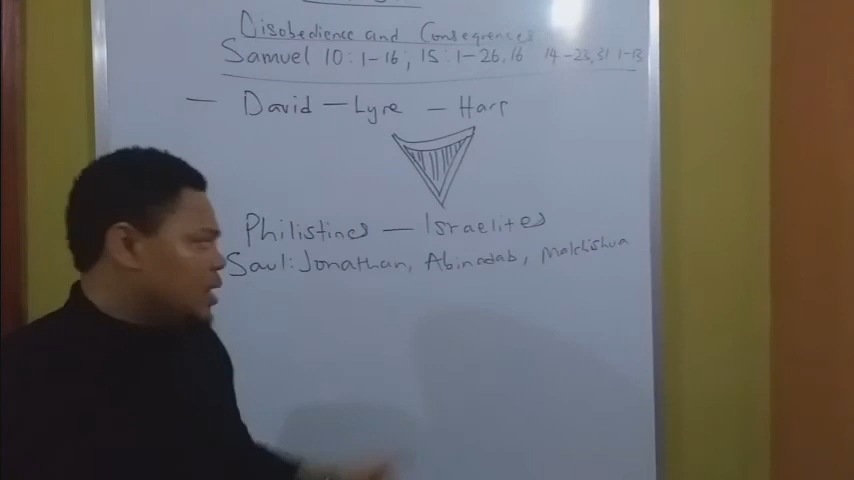 Disobedience and Consequences
Samuel 10:1-16; 15:1-26, 16 14-23, 31 1-13
— David — Lyre — Harp
Philistines — Israelites
Saul: Jonathan, Abinadab, Malchishua